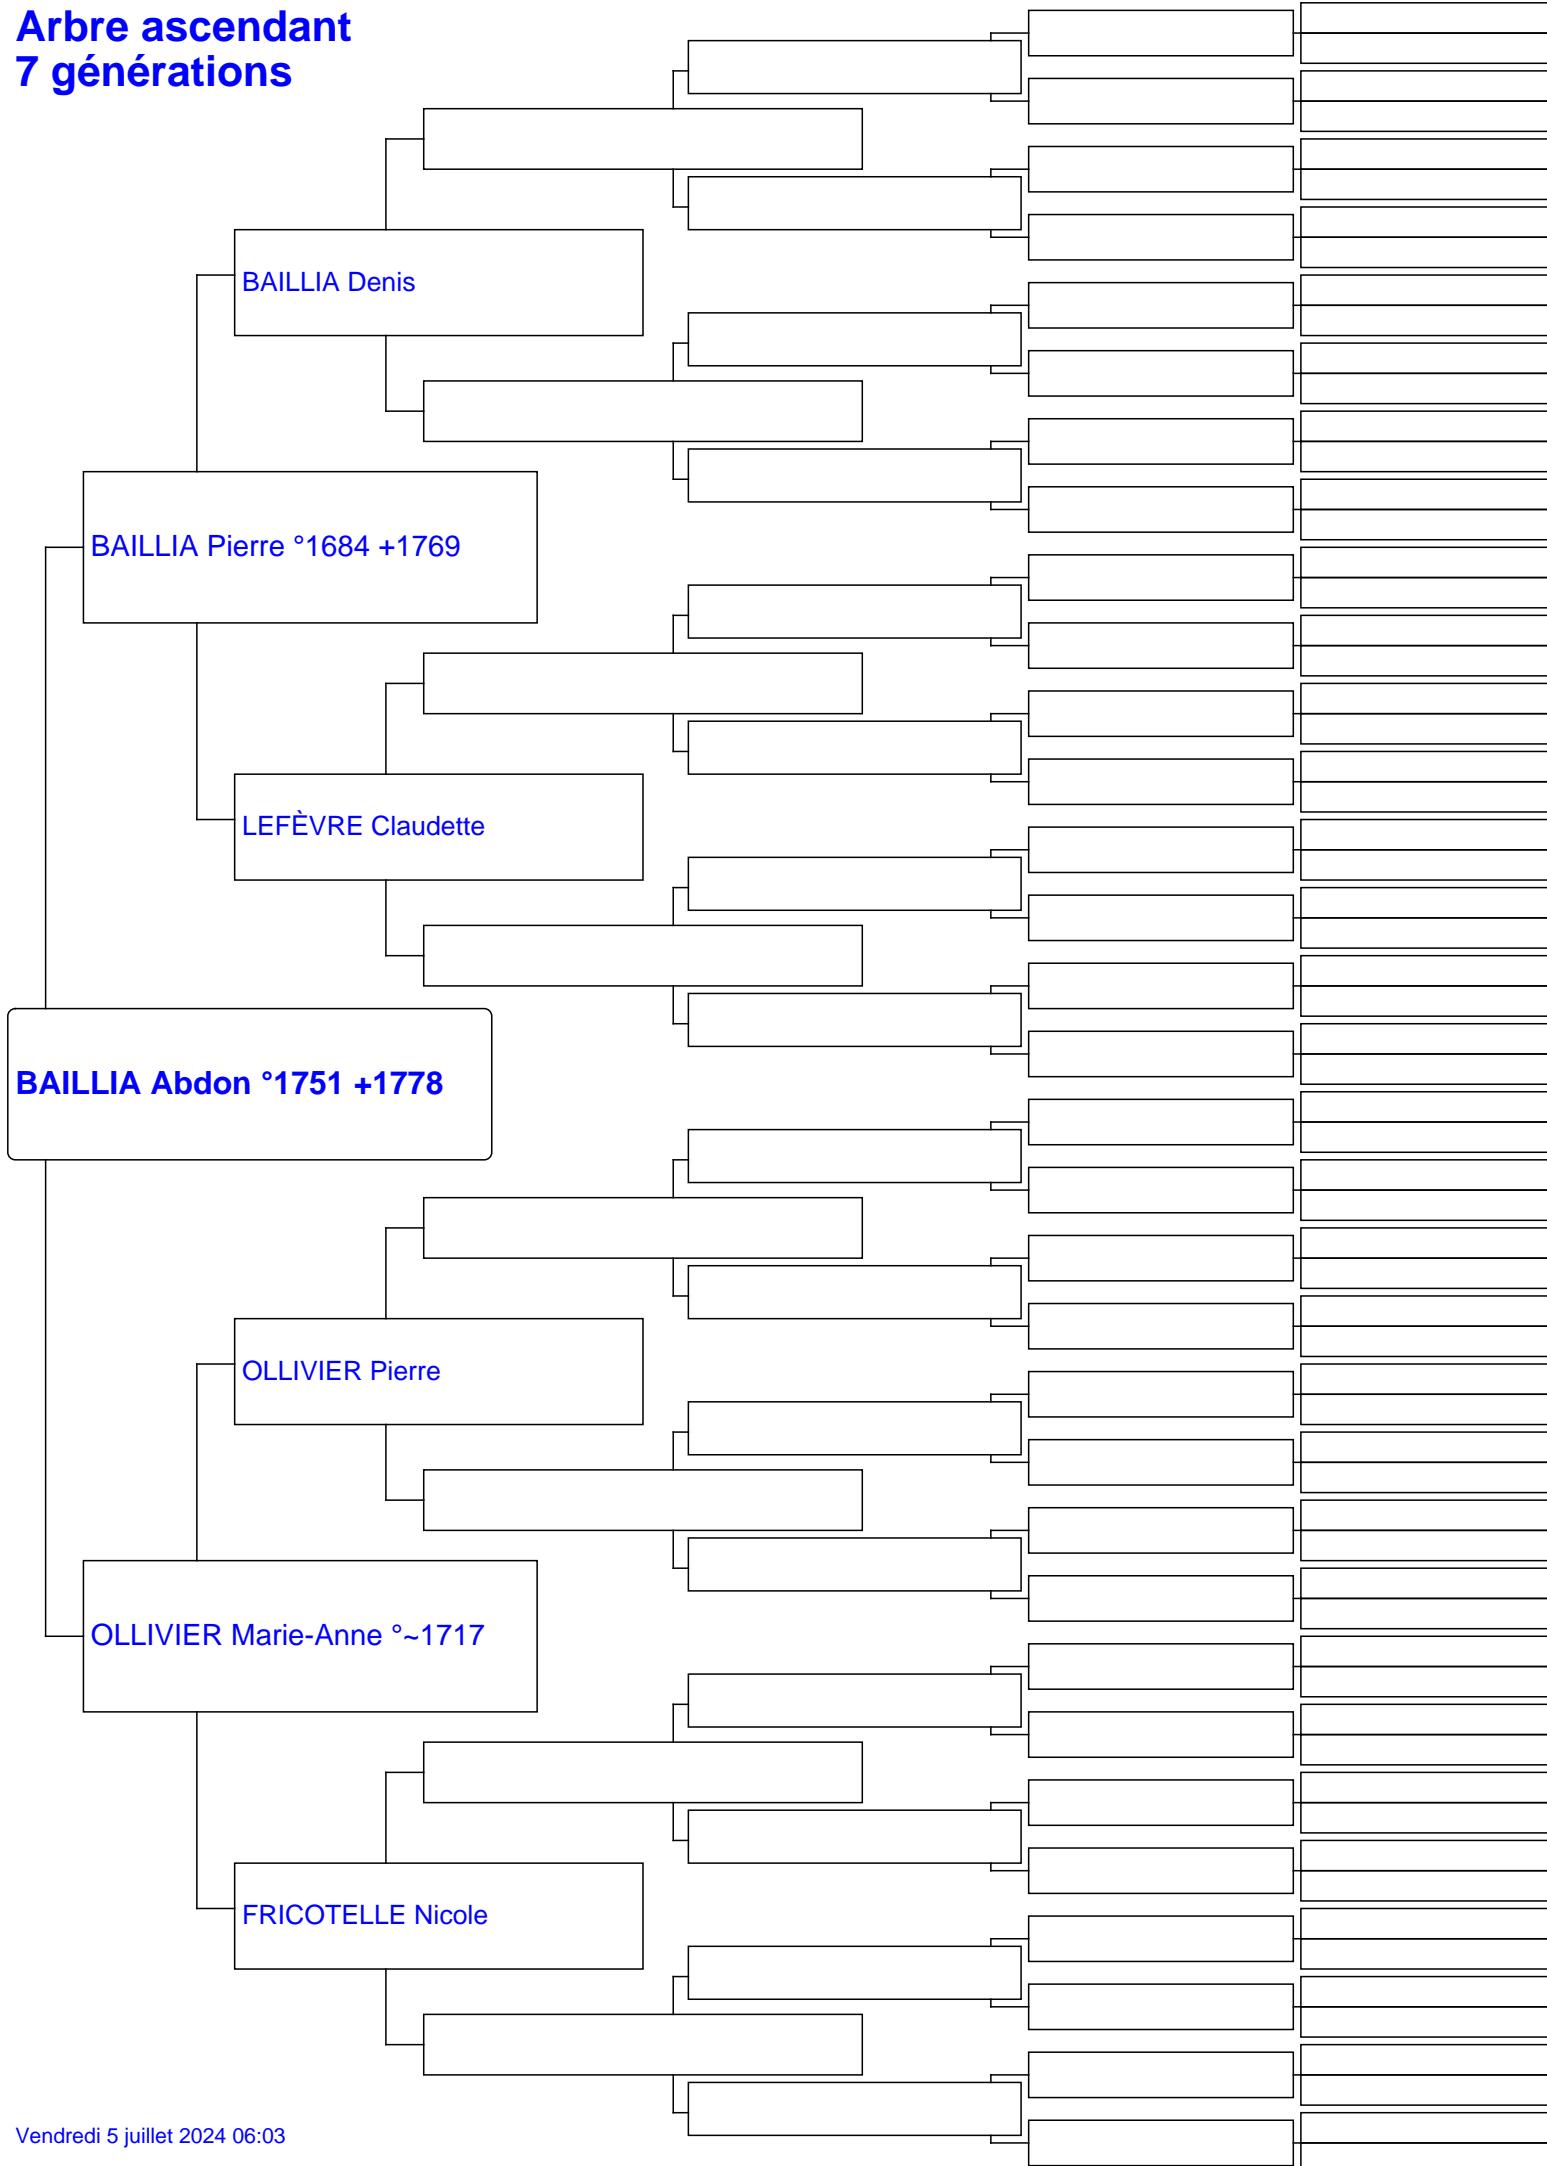 Arbre ascendant
7 générations
BAILLIA Denis
BAILLIA Pierre °1684 +1769
LEFÈVRE Claudette
BAILLIA Abdon °1751 +1778
OLLIVIER Pierre
OLLIVIER Marie-Anne °~1717
FRICOTELLE Nicole
Vendredi 5 juillet 2024 06:03